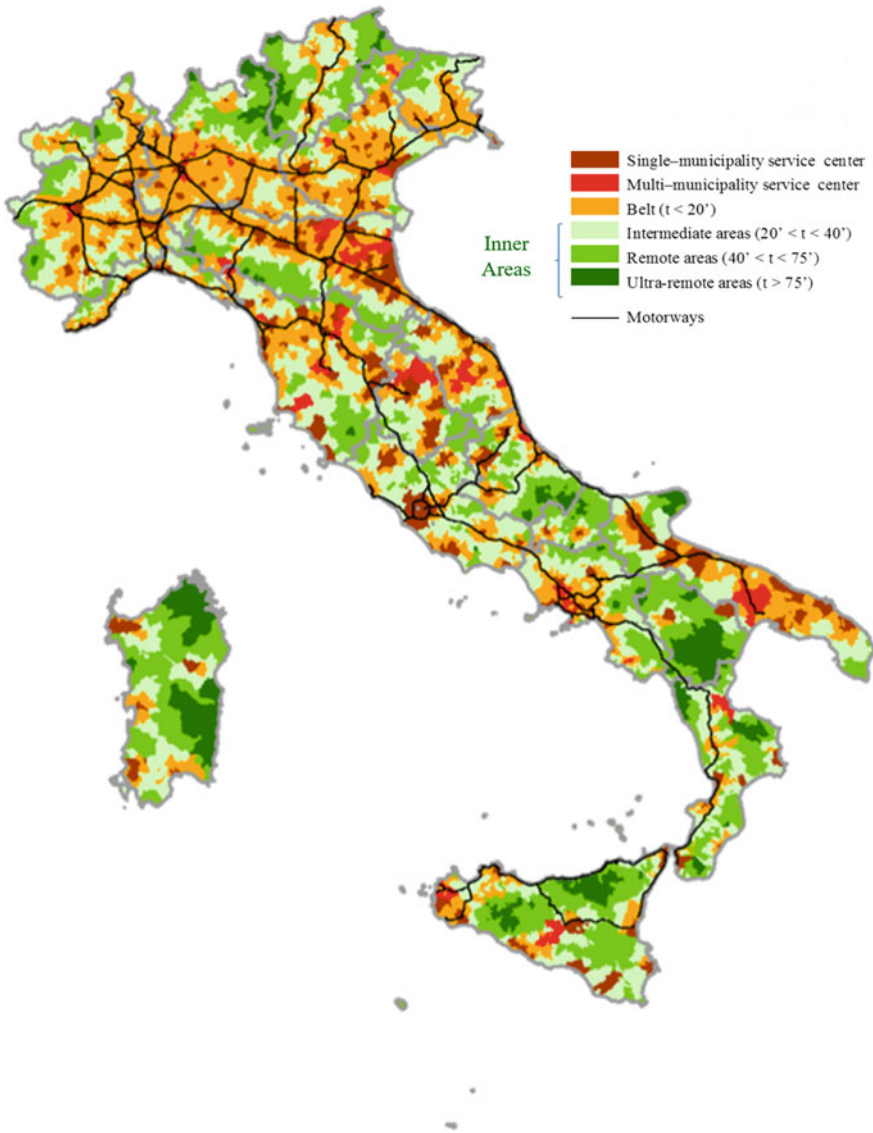 Single–municipality service center
Multi–municipality service center
Belt (t < 20')
Inner
Areas
Intermediate areas (20' < t < 40')
Remote areas (40' < t < 75')
Ultra-remote areas (t > 75')
Motorways